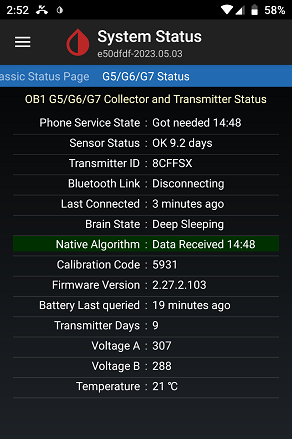 2:52 58%
System Status
e50dfdf-2023.05.03
assic Status Page G5/G6/G7 Status
OB1 G5/G6/G7 Collector and Transmitter Status
Phone Service State : Got needed 14:48
Sensor Status : OK 9.2 days
Transmitter ID : 8CFFSX
Bluetooth Link : Disconnecting
Last Connected : 3 minutes ago
Brain State : Deep Sleeping
Native Algorithm : Data Received 14:48
Calibration Code : 5931
Firmware Version : 2.27.2.103
Battery Last queried : 19 minutes ago
Transmitter Days : 9
Voltage A : 307
Voltage B : 288
Temperature : 21 ℃